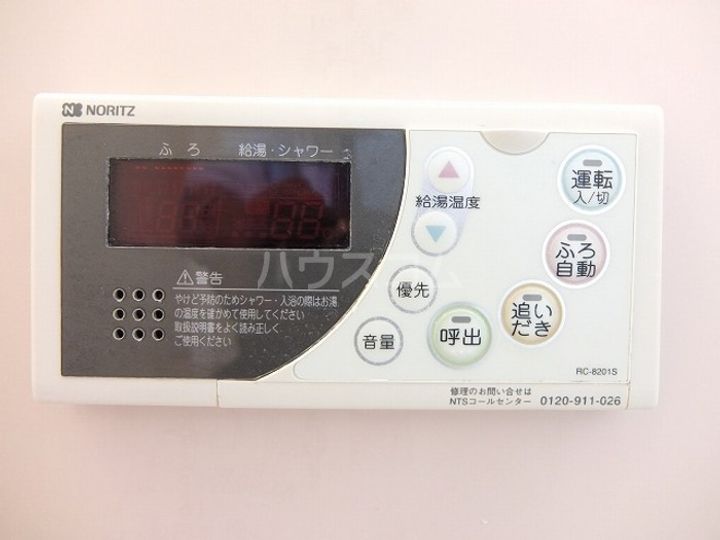 NORITZ
ふろ 給湯・シャワー
⚠警告
やけど予防のためシャワー・入浴の際はお湯
の温度を確かめて使用してください
取扱説明書をよく読み正しく
ご使用ください
給湯温度
運転
入/切
ふろ
自動
優先
追い
だき
音量
呼出
RC-8201S
修理のお問い合せは
NTSコールセンター 0120-911-026